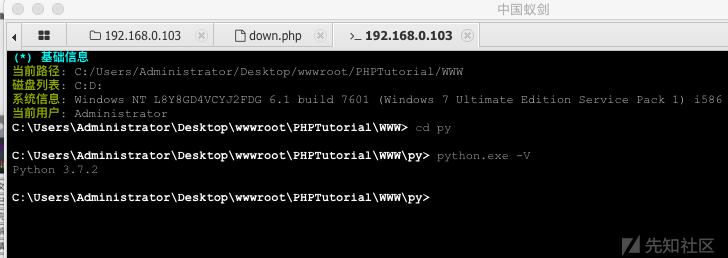 中国蚁剑
192.168.0.103
down.php
>_ 192.168.0.103
(*) 基础信息
当前路径: C:/Users/Administrator/Desktop/wwwroot/PHPTutorial/WWW
磁盘列表: C:D:
系统信息: Windows NT L8Y8GD4VCYJ2FDG 6.1 build 7601 (Windows 7 Ultimate Edition Service Pack 1) i586
当前用户: Administrator
C:\Users\Administrator\Desktop\wwwroot\PHPTutorial\WWW> cd py
C:\Users\Administrator\Desktop\wwwroot\PHPTutorial\WWW\py> python.exe -V
Python 3.7.2
C:\Users\Administrator\Desktop\wwwroot\PHPTutorial\WWW\py>
先知社区